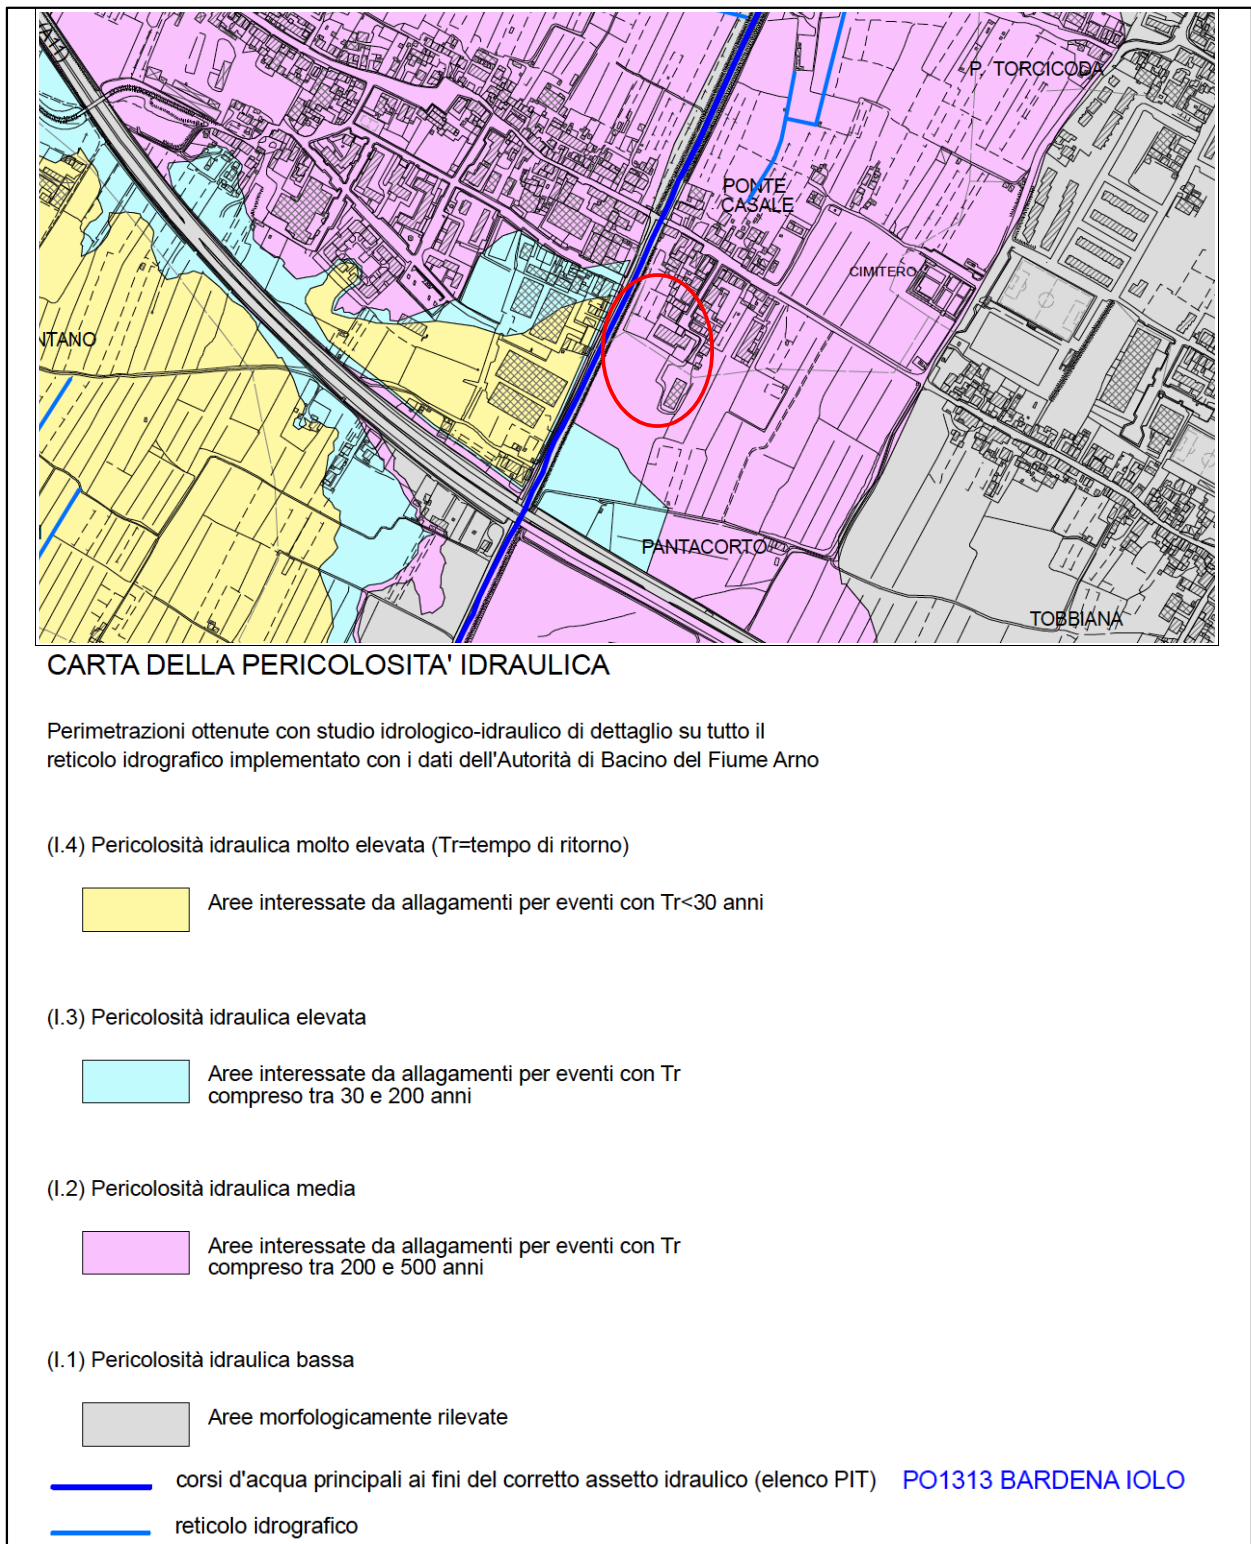 (A11)
P. TORCICODA
PONTE
CASALE
CIMITERO
NTANO
PANTACORTO
TOBBIANA
CARTA DELLA PERICOLOSITA' IDRAULICA
Perimetrazioni ottenute con studio idrologico-idraulico di dettaglio su tutto il
reticolo idrografico implementato con i dati dell'Autorità di Bacino del Fiume Arno
(I.4) Pericolosità idraulica molto elevata (Tr=tempo di ritorno)
Aree interessate da allagamenti per eventi con Tr<30 anni
(I.3) Pericolosità idraulica elevata
Aree interessate da allagamenti per eventi con Tr
compreso tra 30 e 200 anni
(I.2) Pericolosità idraulica media
Aree interessate da allagamenti per eventi con Tr
compreso tra 200 e 500 anni
(I.1) Pericolosità idraulica bassa
Aree morfologicamente rilevate
corsi d'acqua principali ai fini del corretto assetto idraulico (elenco PIT) PO1313 BARDENA IOLO
reticolo idrografico